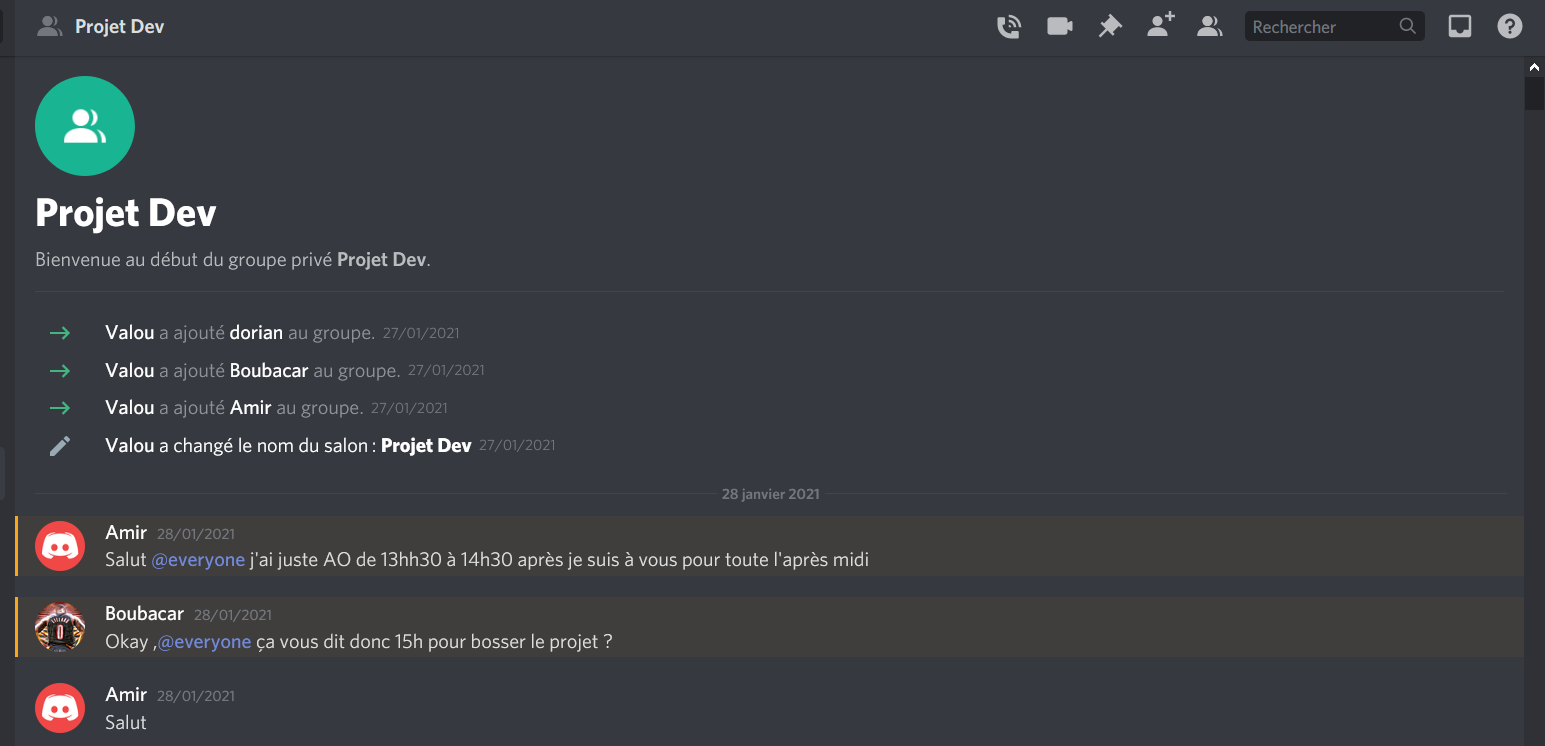 Projet Dev
Rechercher
Projet Dev
Bienvenue au début du groupe privé Projet Dev.
Valou a ajouté dorian au groupe. 27/01/2021
Valou a ajouté Boubacar au groupe. 27/01/2021
Valou a ajouté Amir au groupe. 27/01/2021
Valou a changé le nom du salon : Projet Dev 27/01/2021
28 janvier 2021
Amir 28/01/2021
Salut @everyone j'ai juste AO de 13hh30 à 14h30 après je suis à vous pour toute l'après midi
Boubacar 28/01/2021
Okay ,@everyone ça vous dit donc 15h pour bosser le projet ?
Amir 28/01/2021
Salut